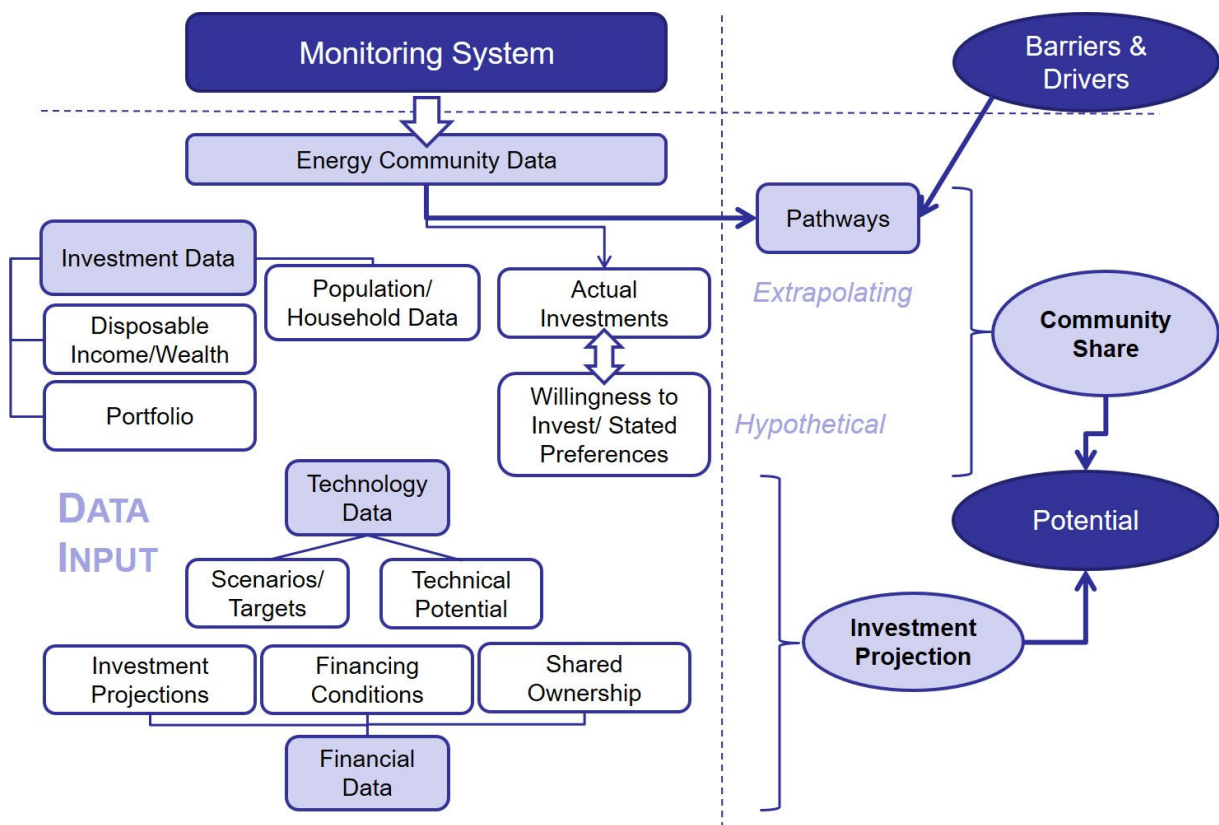 Monitoring System
Barriers &
Drivers
Energy Community Data
Pathways
Investment Data
Population/
Household Data
Actual
Investments
Extrapolating
Disposable
Income/Wealth
Community
Share
Portfolio
Willingness to
Invest/ Stated
Preferences
Hypothetical
Technology
Data
DATA
INPUT
Potential
Scenarios/
Targets
Technical
Potential
Investment
Projection
Investment
Projections
Financing
Conditions
Shared
Ownership
Financial
Data